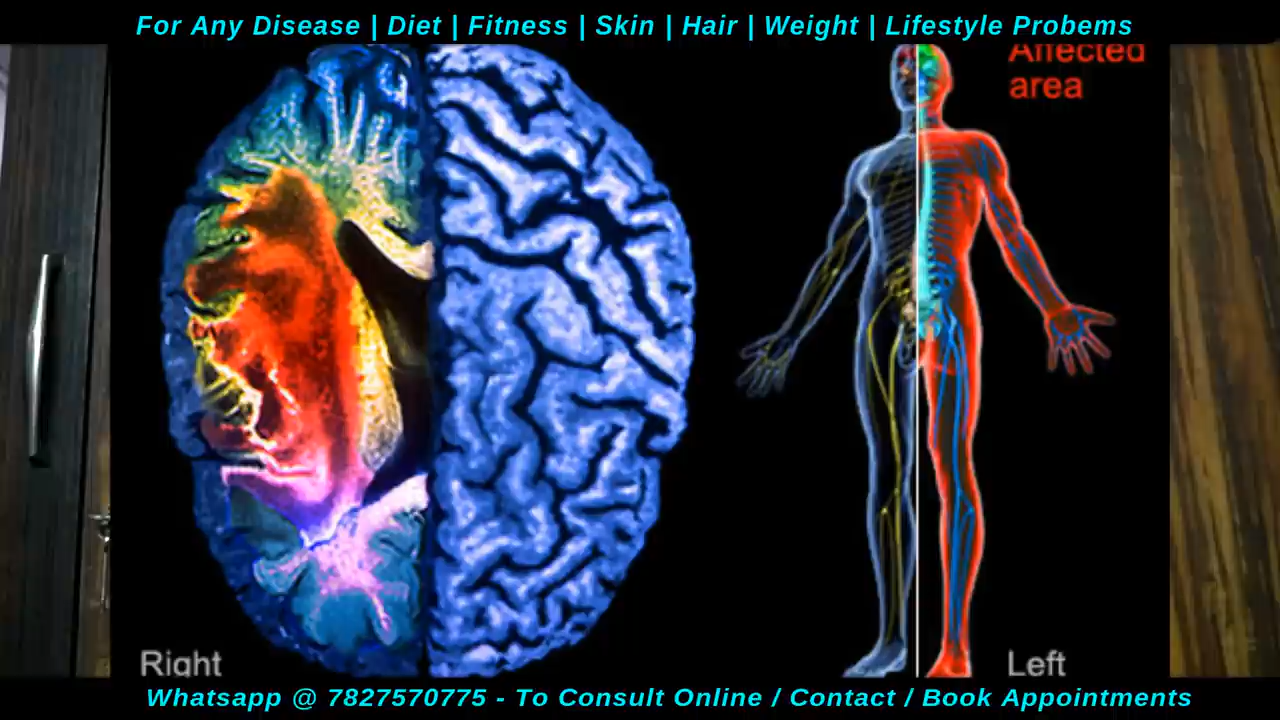 For Any Disease | Diet | Fitness | Skin | Hair | Weight | Lifestyle Probems
Affected
area
Right
Left
Whatsapp @ 7827570775 - To Consult Online / Contact / Book Appointments